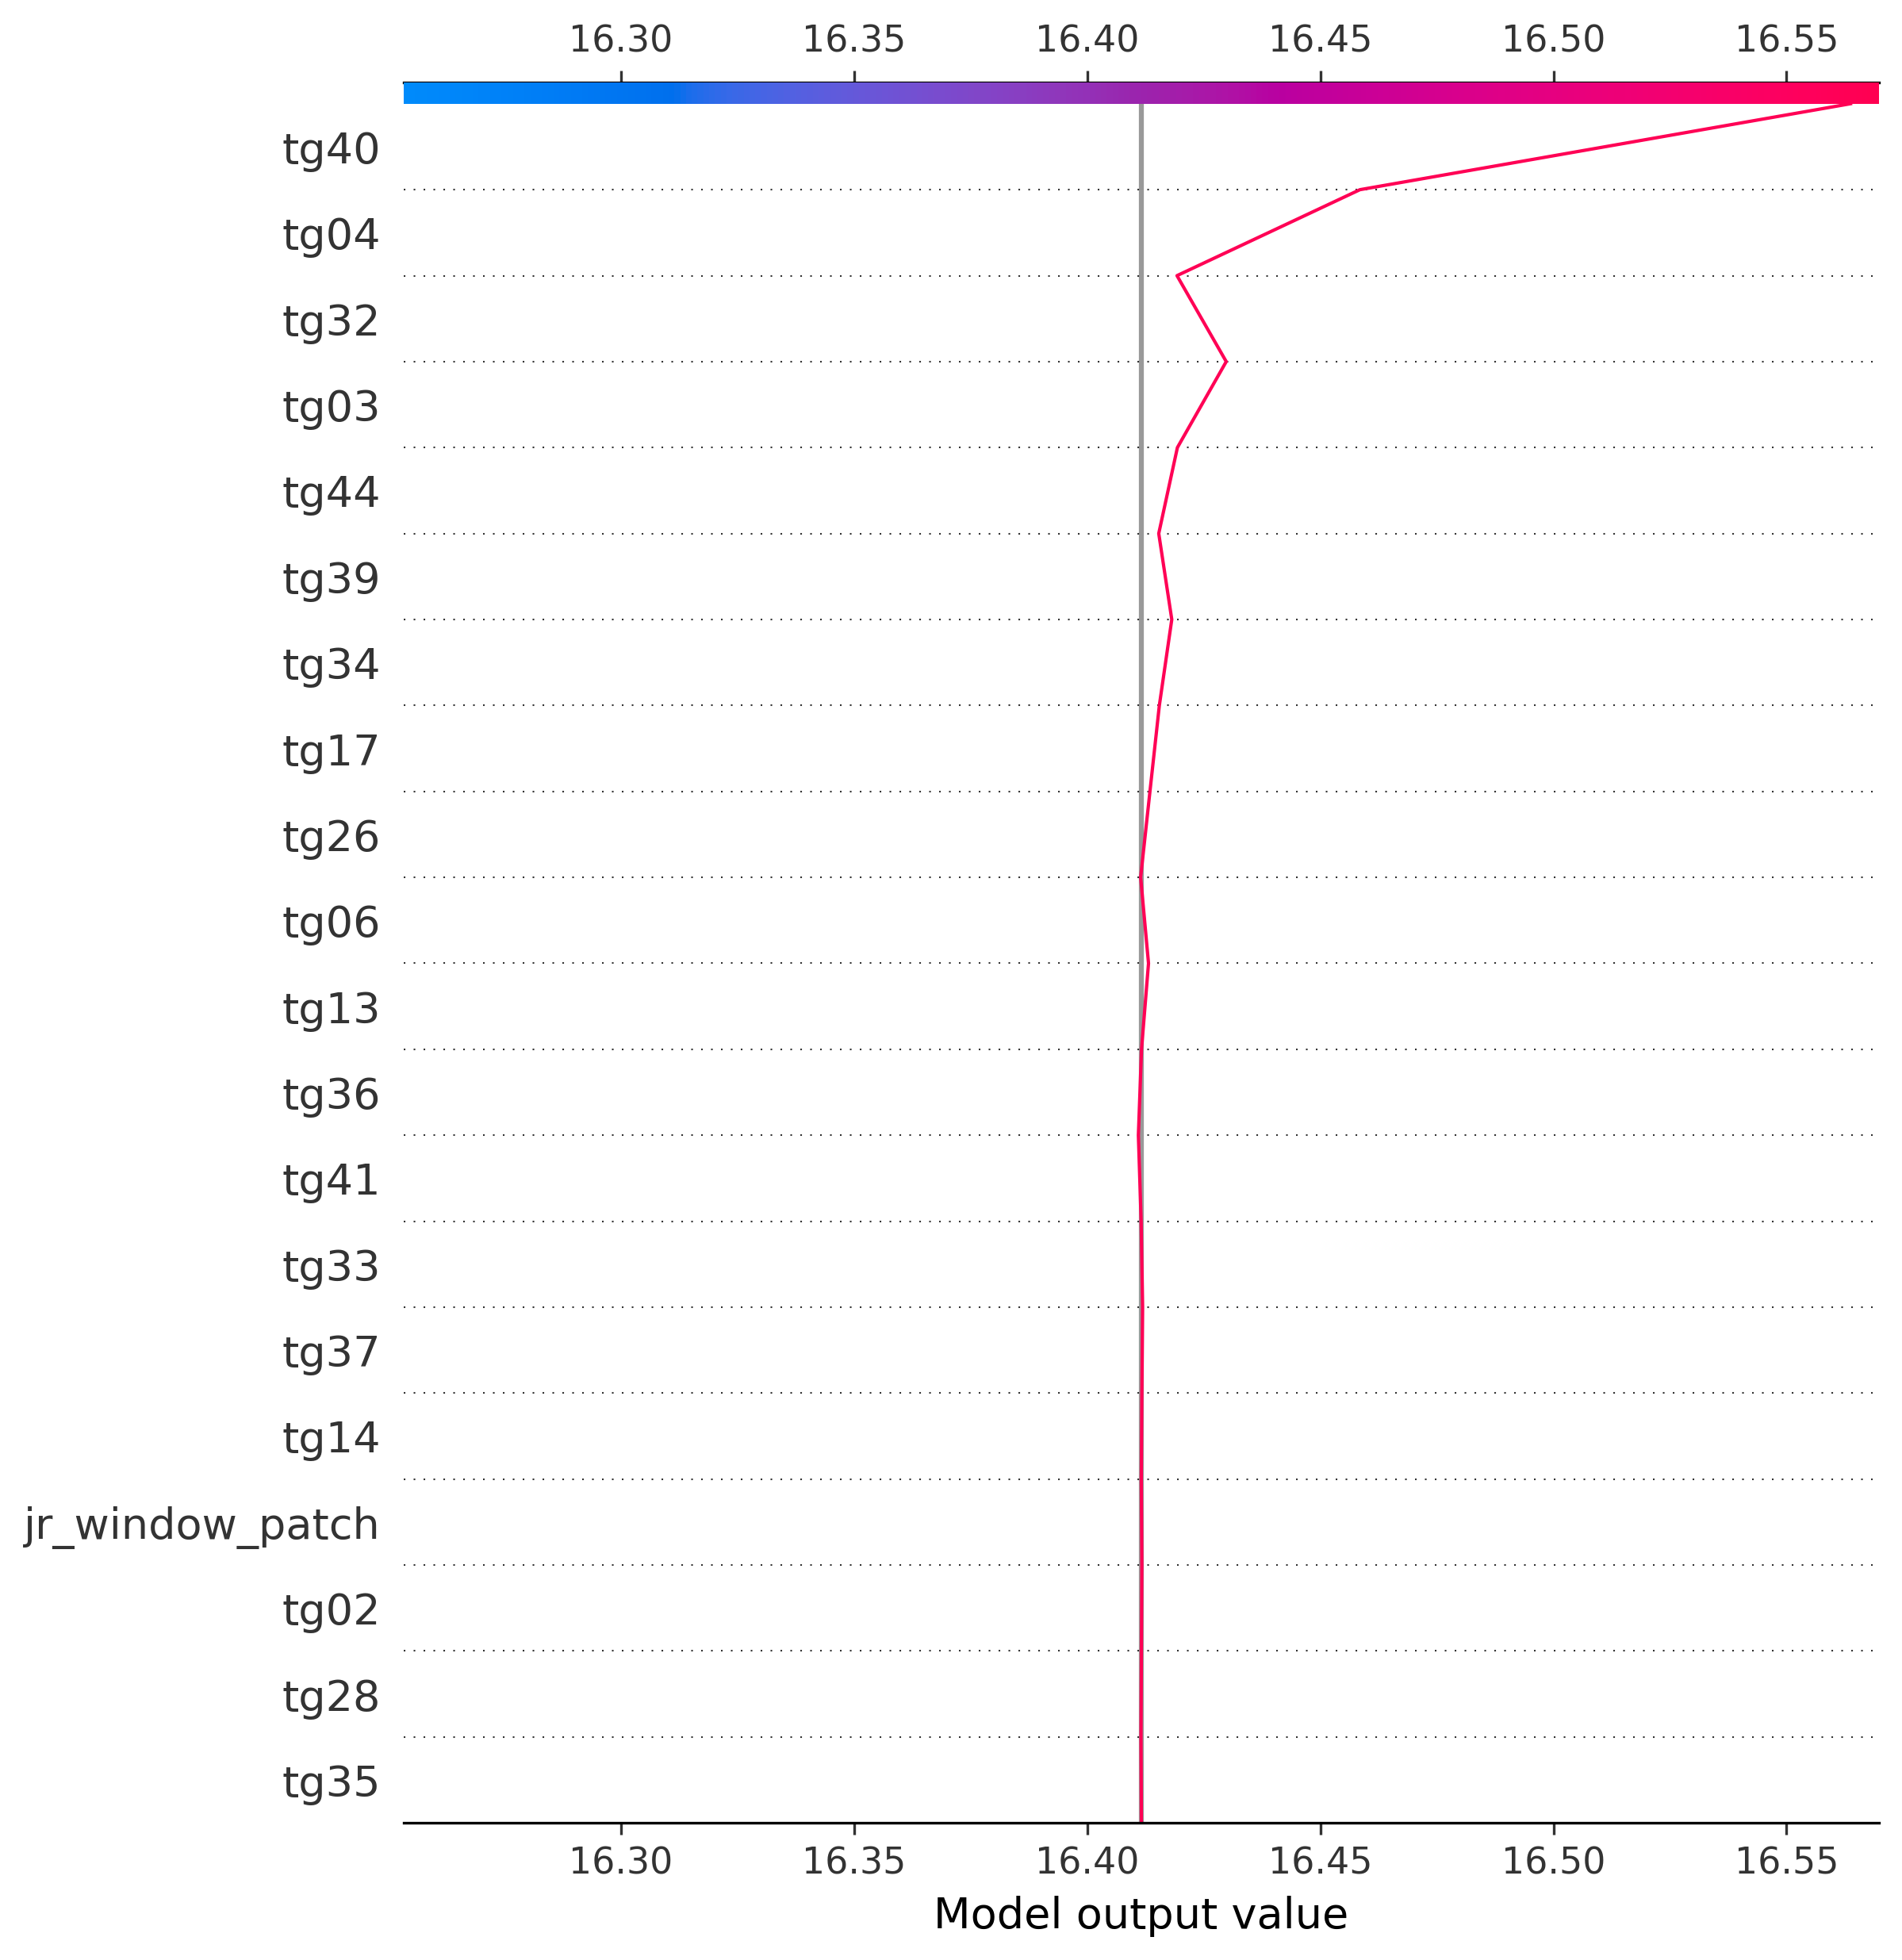 16.30 16.35 16.40 16.45 16.50 16.55
tg40
tg04
tg32
tg03
tg44
tg39
tg34
tg17
tg26
tg06
tg13
tg36
tg41
tg33
tg37
tg14
jr_window_patch
tg02
tg28
tg35
16.30 16.35 16.40 16.45 16.50 16.55
Model output value